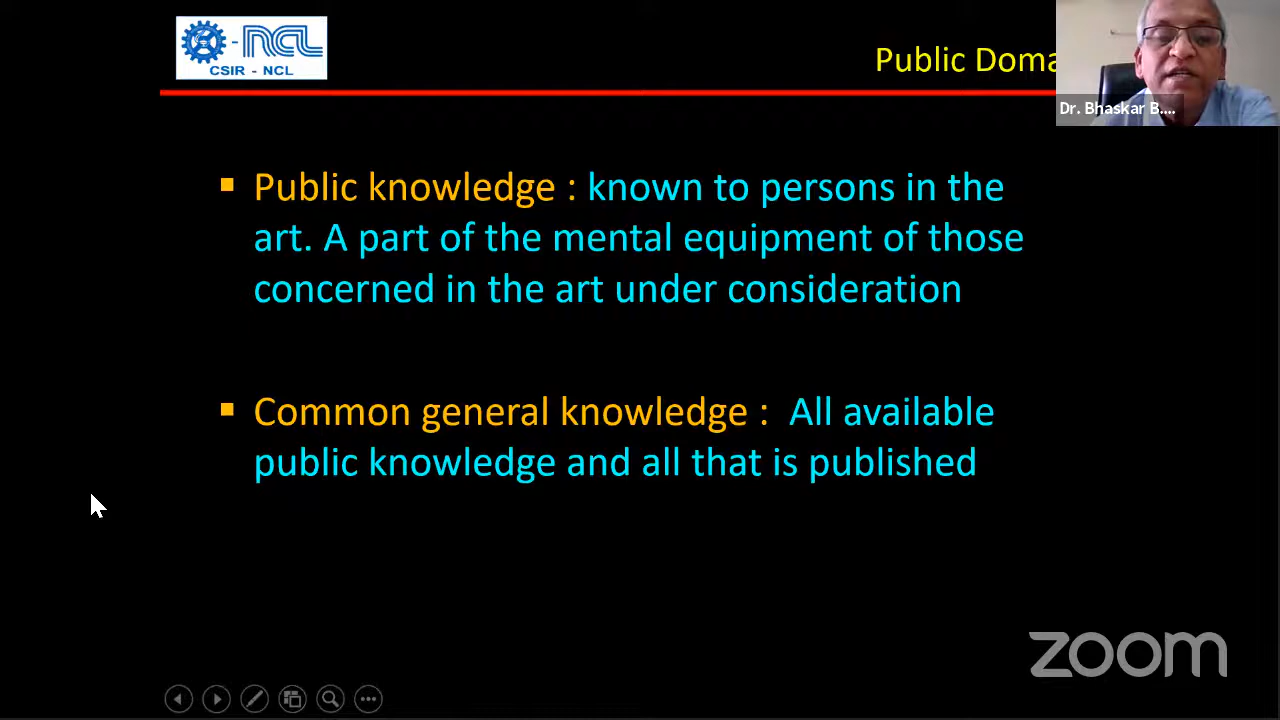 NCL
CSIR - NCL
Public Doma
Dr. Bhaskar B....
Public knowledge : known to persons in the
art. A part of the mental equipment of those
concerned in the art under consideration
Common general knowledge : All available
public knowledge and all that is published
zoom